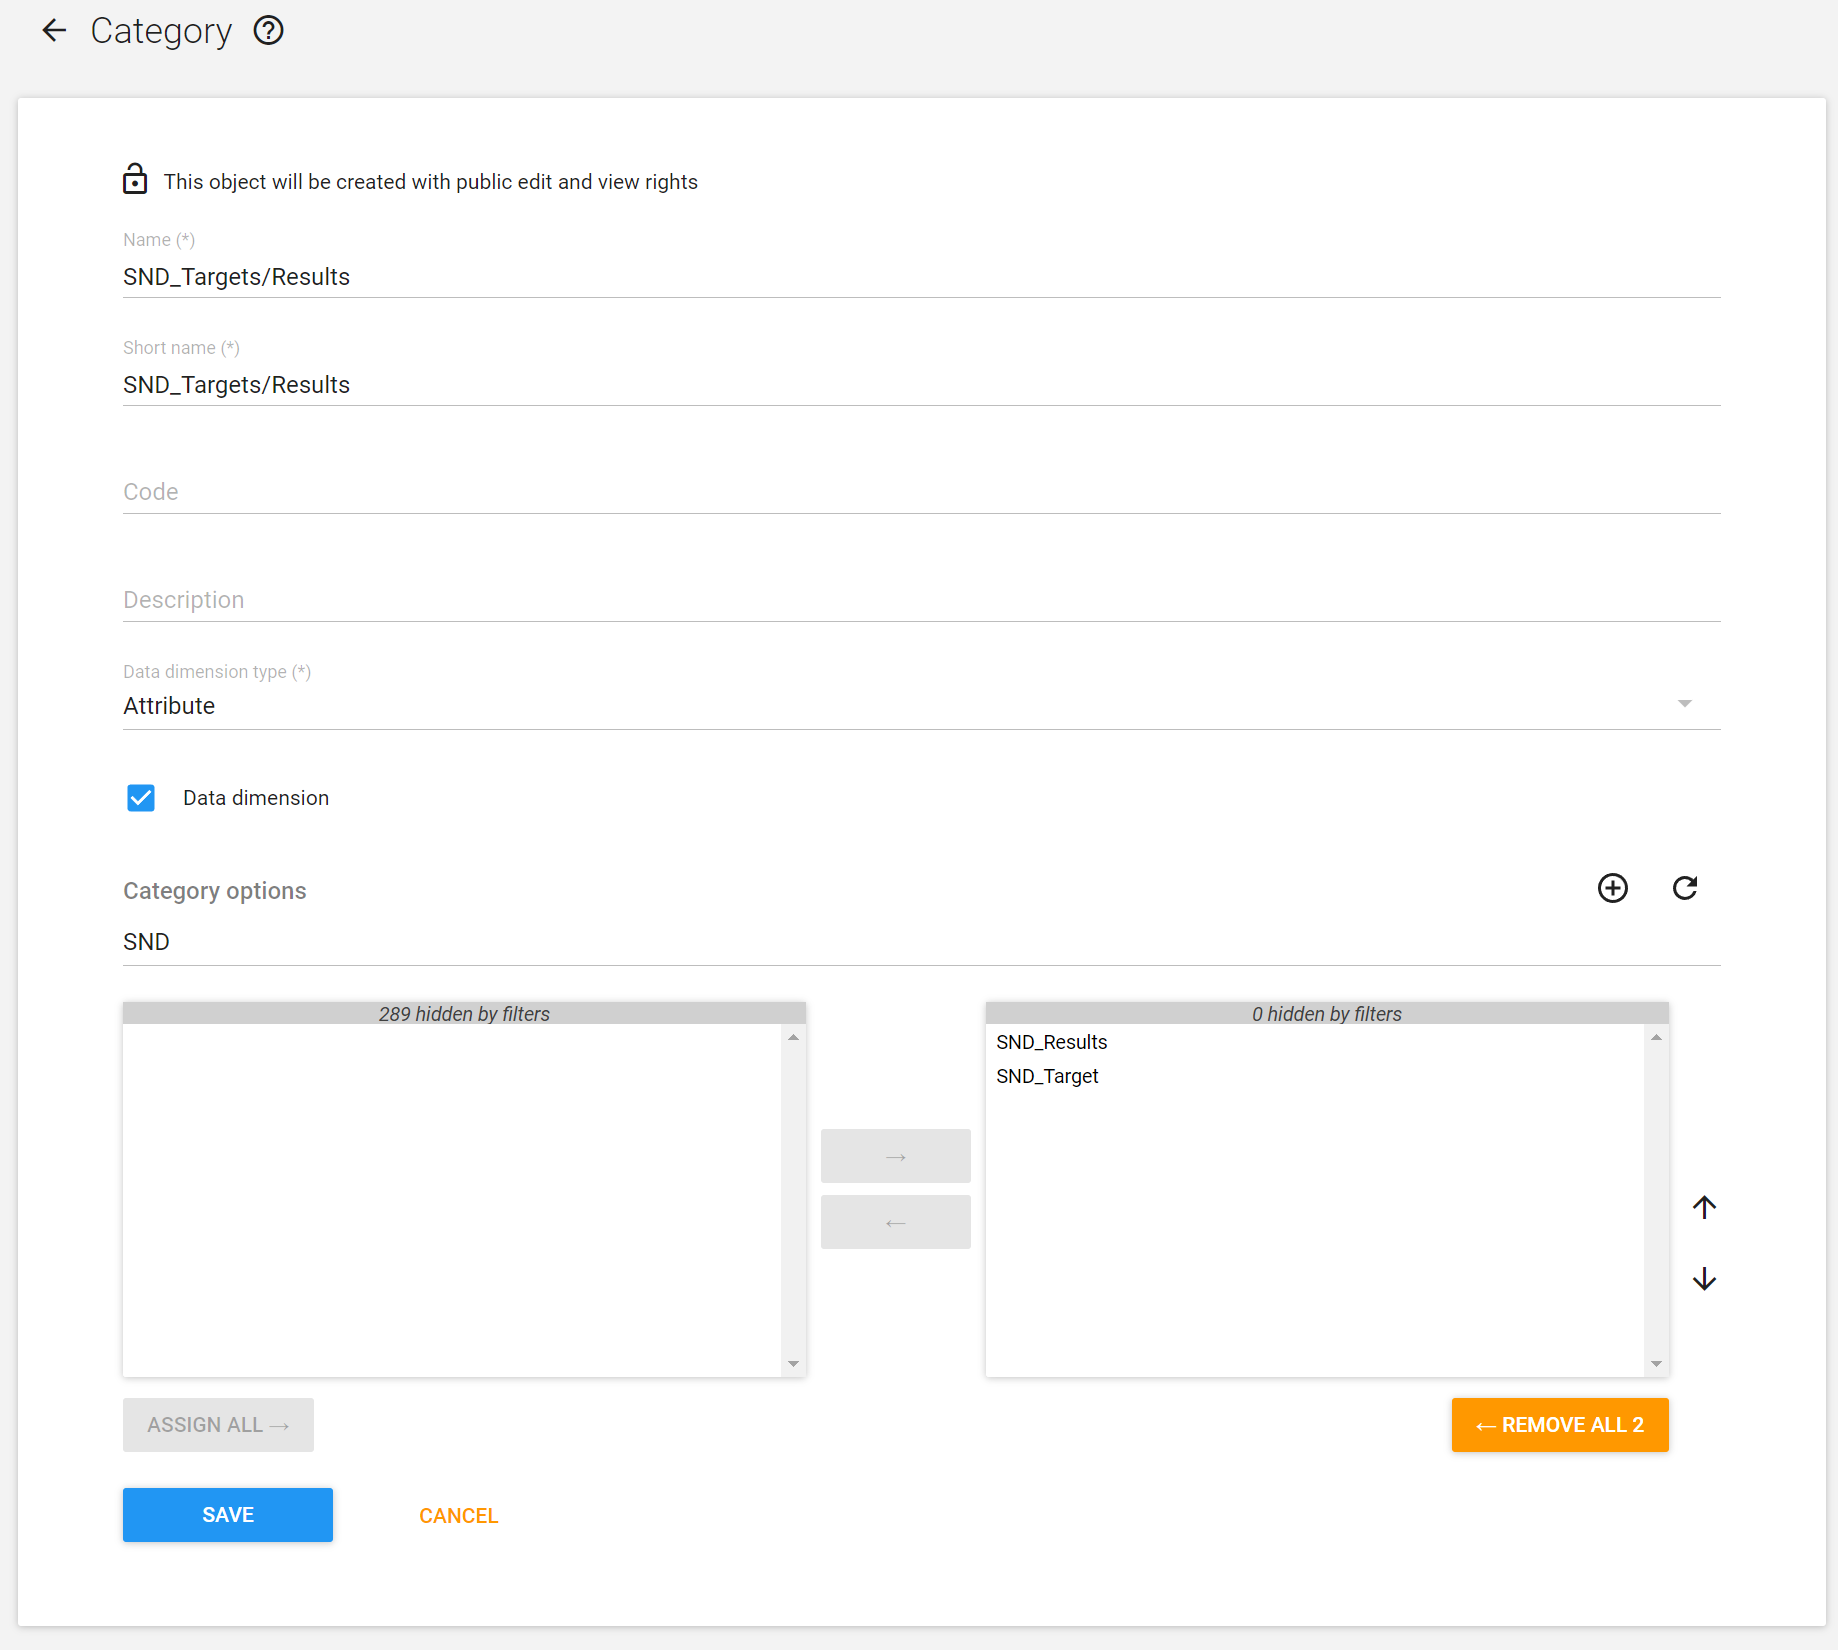 Category
This object will be created with public edit and view rights
Name (*)
SND_Targets/Results
Short name (*)
SND_Targets/Results
Code
Description
Data dimension type (*)
Attribute
Data dimension
Category options
SND
289 hidden by filters
0 hidden by filters
SND_Results
SND_Target
→
←
ASSIGN ALL →
← REMOVE ALL 2
SAVE
CANCEL